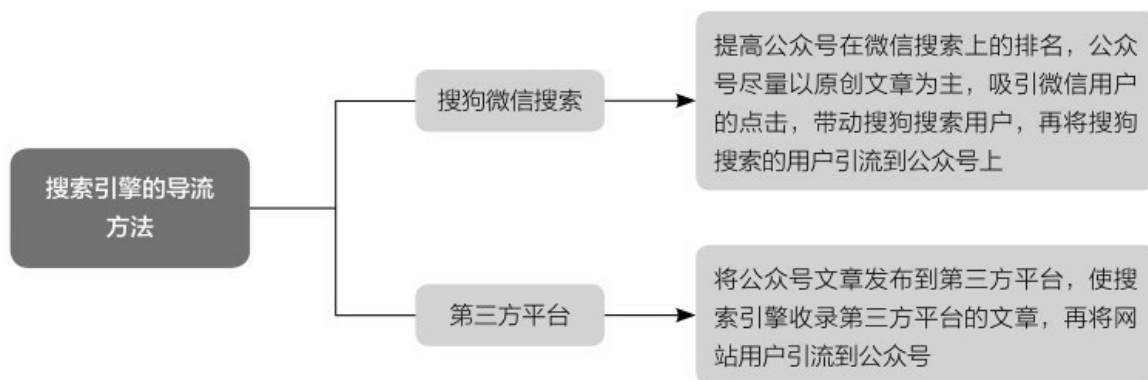 搜索引擎的导流
方法
搜狗微信搜索
提高公众号在微信搜索上的排名，公众
号尽量以原创文章为主，吸引微信用户
的点击，带动搜狗搜索用户，再将搜狗
搜索的用户引流到公众号上
第三方平台
将公众号文章发布到第三方平台，使搜
索引擎收录第三方平台的文章，再将网
站用户引流到公众号